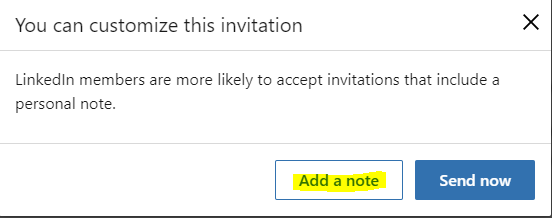 You can customize this invitation
LinkedIn members are more likely to accept invitations that include a
personal note.
Add a note
Send now